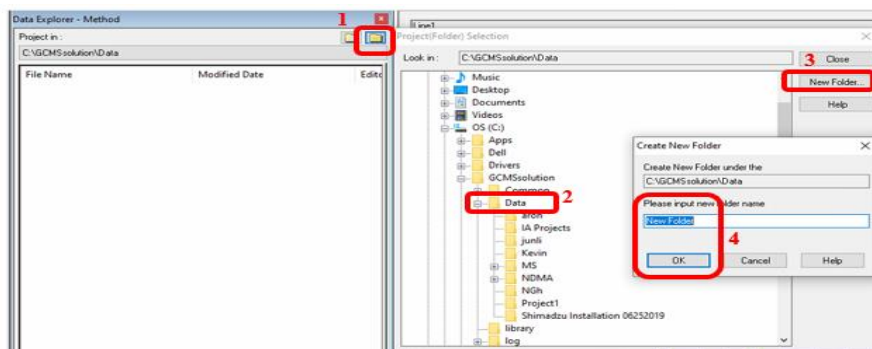 Data Explorer - Method
1
Project in :
C:\GCMSsolution\Data
File Name Modified Date Edito
Line1
Project(Folder) Selection
Look in : C:\GCMSsolution\Data
3
Close
New Folder...
Help
Music
Desktop
Documents
Videos
OS (C:)
Apps
Dell
Drivers
GCMSsolution
Common
Data
2
aron
IA Projects
junli
Kevin
MS
NDMA
NGh
Project1
Shimadzu Installation 06252019
library
log
Create New Folder
Create New Folder under the
C:\GCMSsolution\Data
Please input new folder name
New Folder
4
OK Cancel Help